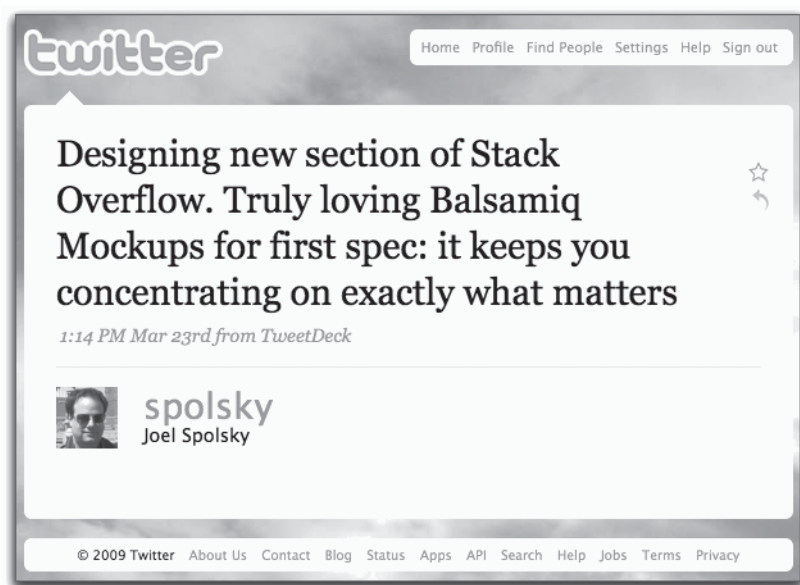 twitter
Home Profile Find People Settings Help Sign out
Designing new section of Stack
Overflow. Truly loving Balsamiq
Mockups for first spec: it keeps you
concentrating on exactly what matters
1:14 PM Mar 23rd from TweetDeck
spolsky
Joel Spolsky
© 2009 Twitter About Us Contact Blog Status Apps API Search Help Jobs Terms Privacy